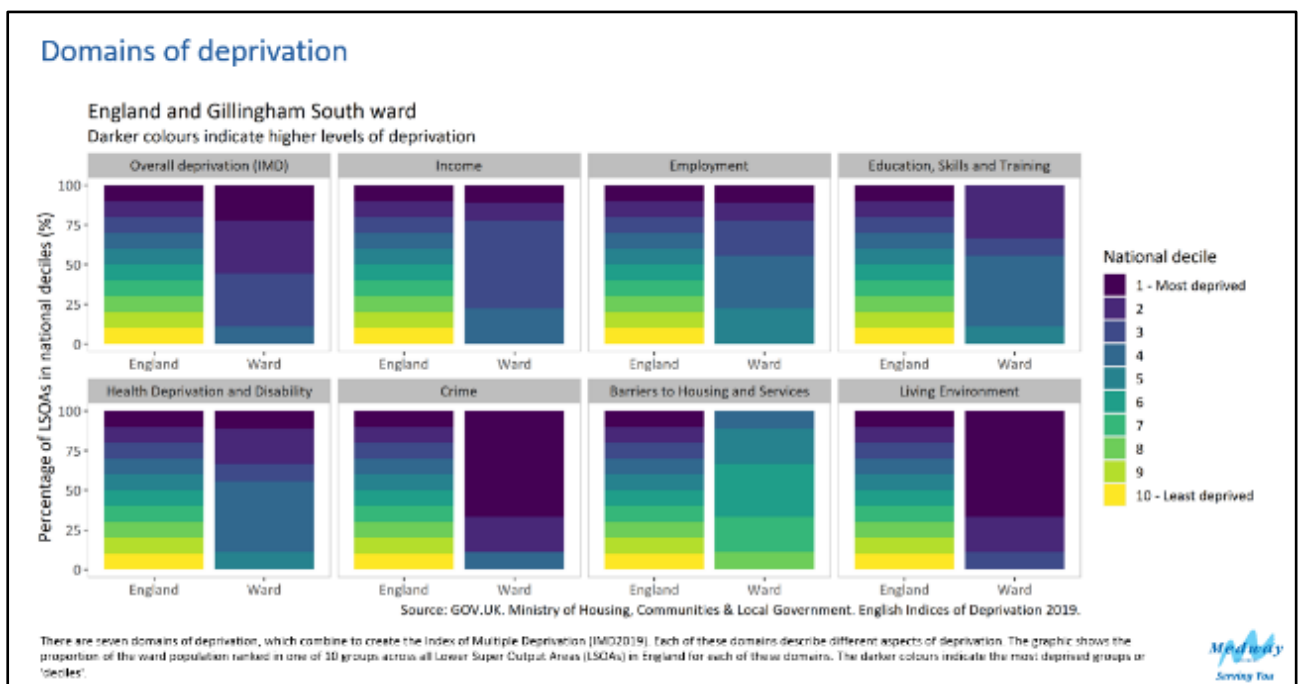 Domains of deprivation
England and Gillingham South ward
Darker colours indicate higher levels of deprivation
Overall deprivation (IMD) Income Employment Education, Skills and Training
100
75
50
25
0
England Ward England Ward England Ward England Ward
Health Deprivation and Disability Crime Barriers to Housing and Services Living Environment
100
75
50
25
0
England Ward England Ward England Ward England Ward
Percentage of LSOAs in national deciles (%)
National decile
1 - Most deprived
2
3
4
5
6
7
8
9
10 - Least deprived
Source: GOV.UK. Ministry of Housing, Communities & Local Government. English Indices of Deprivation 2019.
There are seven domains of deprivation, which combine to create the Index of Multiple Deprivation (IMD2019). Each of these domains describe different aspects of deprivation. The graphic shows the
proportion of the ward population ranked in one of 10 groups across all Lower Super Output Areas (LSOAs) in England for each of these domains. The darker colours indicate the most deprived groups or
'deciles'.
Medway
Serving You